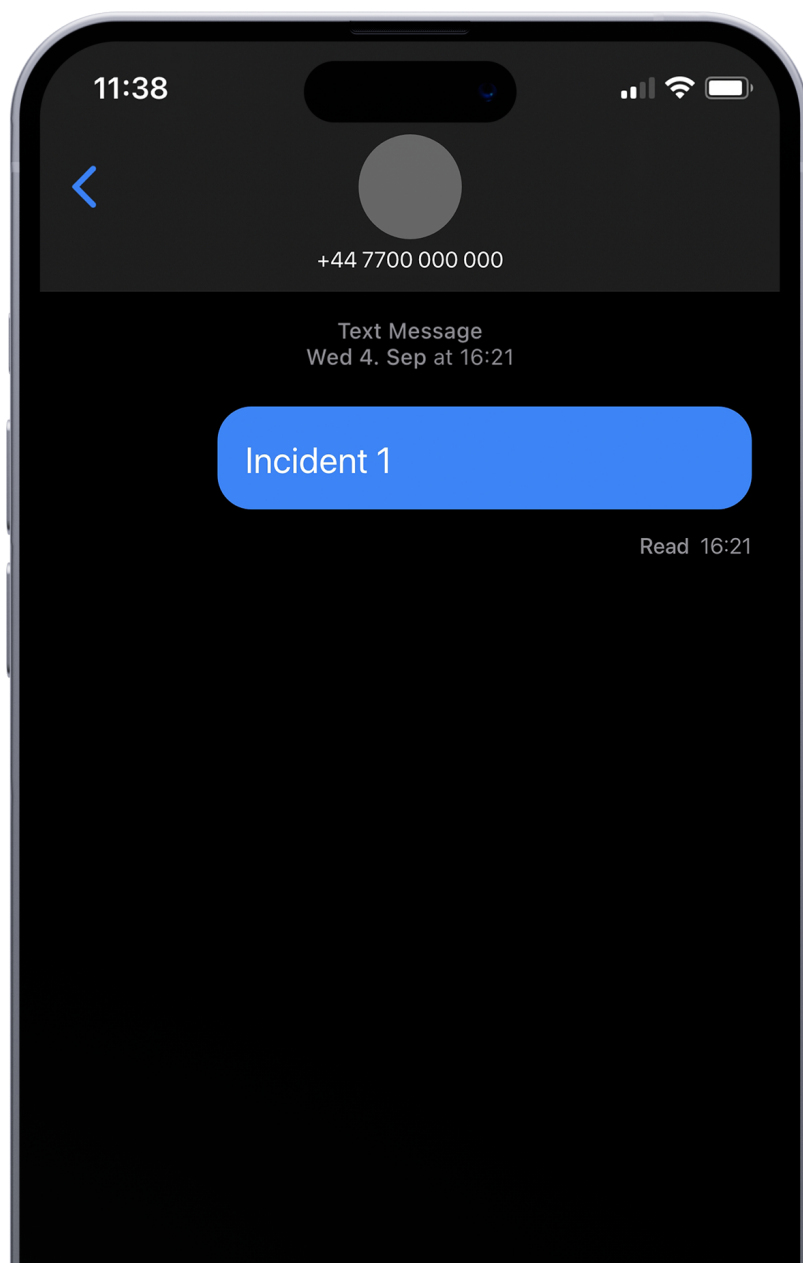 11:38
+44 7700 000 000
Text Message
Wed 4. Sep at 16:21
Incident 1
Read 16:21